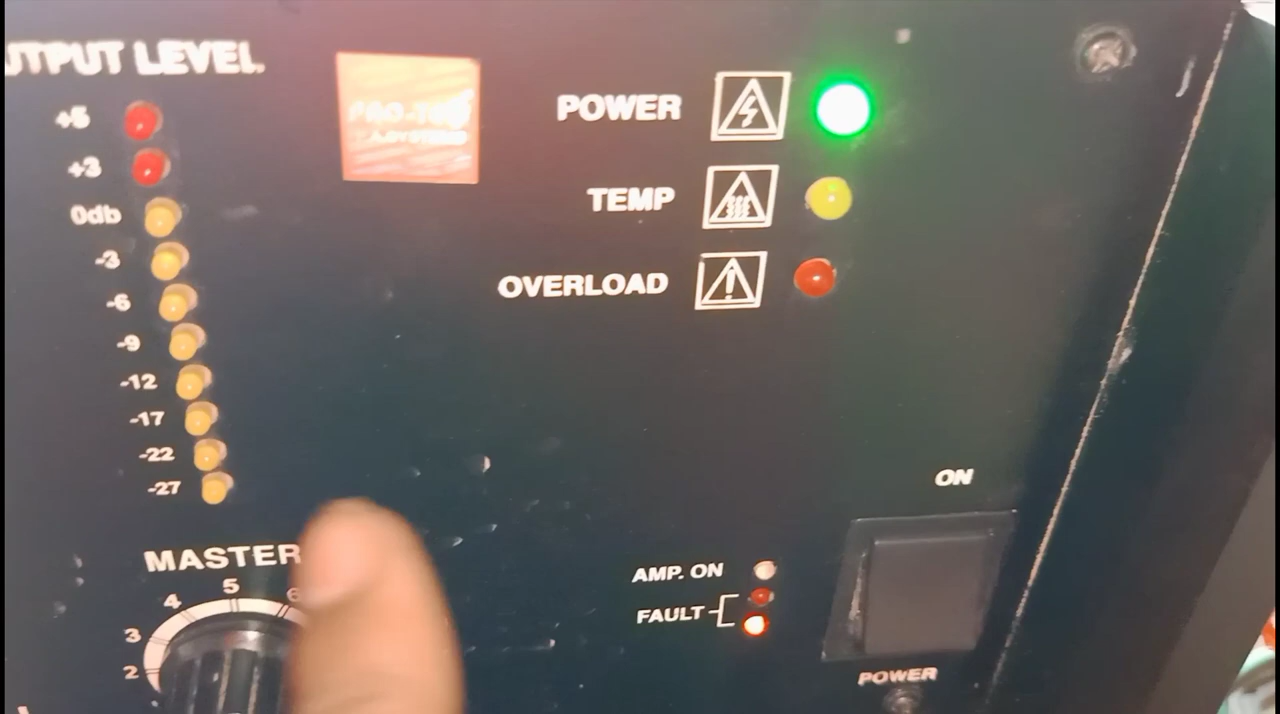 UTPUT LEVEL
+6
+3
0db
-3
-6
-9
-12
-17
-22
-27
POWER
TEMP
OVERLOAD
ON
MASTER
5
4
6
3
2
AMP. ON
FAULT
POWER